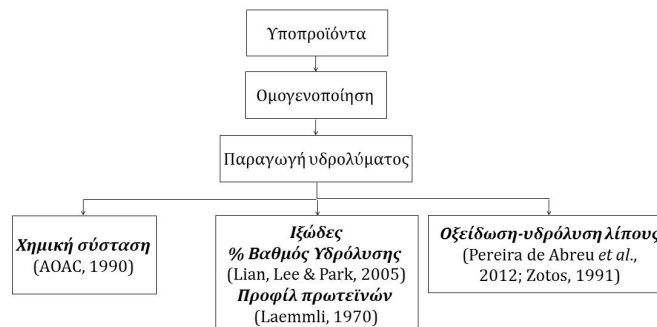 Υποπροϊόντα
Ομογενοποίηση
Παραγωγή υδρολύματος
Χημική σύσταση
(AOAC, 1990)
Ιξώδες
% Βαθμός Υδρόλυσης
(Lian, Lee & Park, 2005)
Προφίλ πρωτεϊνών
(Laemmli, 1970)
Οξείδωση-υδρόλυση λίπους
(Pereira de Abreu et al.,
2012; Zotos, 1991)